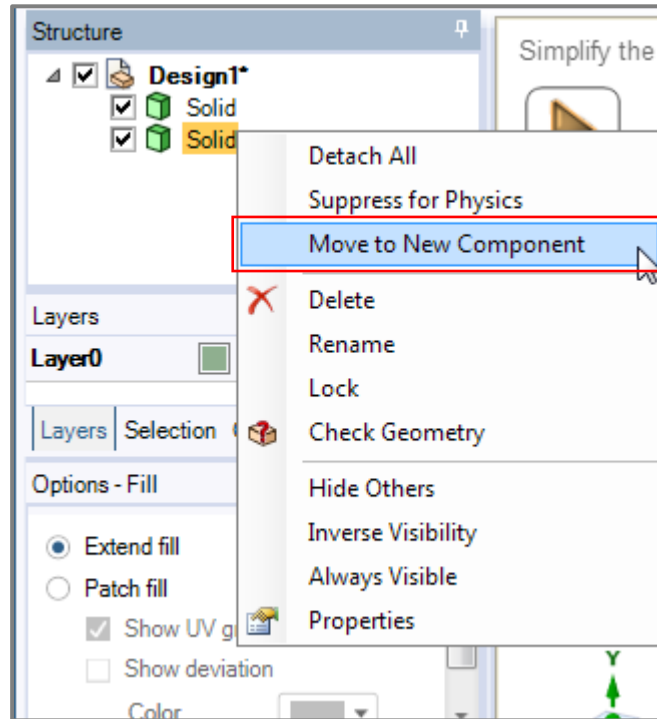 Structure
Simplify the
Design1*
Solid
Solid
Detach All
Suppress for Physics
Move to New Component
Delete
Layers
Rename
Layer0
Lock
Layers Selection
Check Geometry
Options - Fill
Hide Others
Inverse Visibility
Extend fill
Always Visible
Patch fill
Properties
Show UV
Show deviation
Y
Color